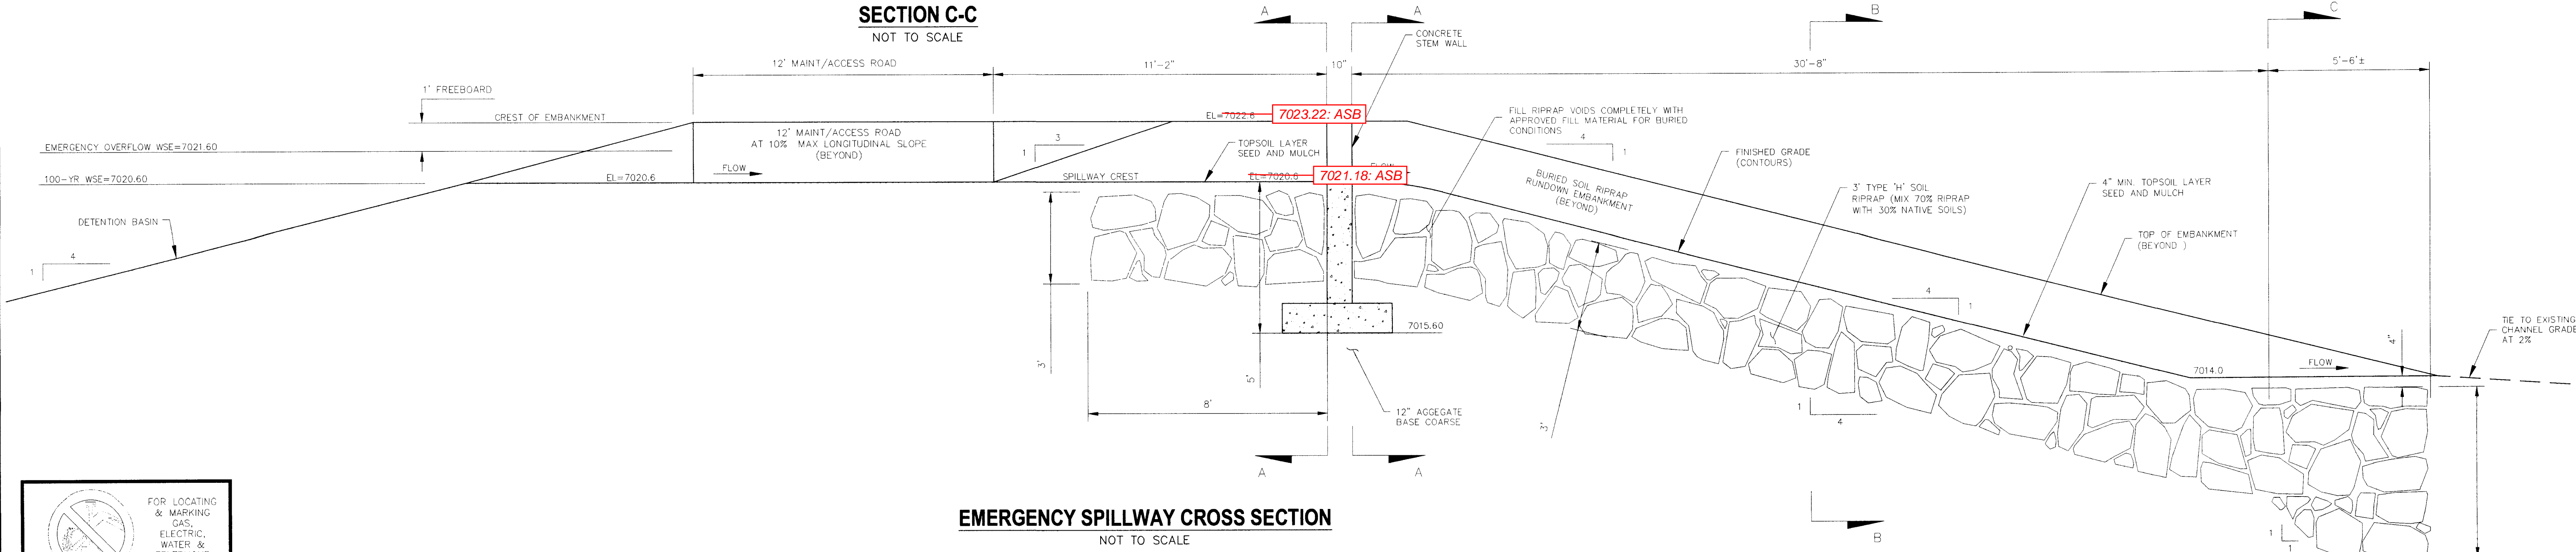 SECTION C-C
NOT TO SCALE
A
A
B
C
CONCRETE
STEM WALL
12' MAINT/ACCESS ROAD
11'-2"
10"
30'-8"
5'-6'±
1' FREEBOARD
CREST OF EMBANKMENT
EL=7022.6
7023.22: ASB
FILL RIPRAP VOIDS COMPLETELY WITH
APPROVED FILL MATERIAL FOR BURIED
CONDITIONS
4
1
12' MAINT/ACCESS ROAD
AT 10% MAX LONGITUDINAL SLOPE
(BEYOND)
3
1
TOPSOIL LAYER
SEED AND MULCH
FINISHED GRADE
(CONTOURS)
EMERGENCY OVERFLOW WSE=7021.60
FLOW
FLOW
100-YR WSE=7020.60
EL=7020.6
SPILLWAY CREST
EL=7020.6
7021.18: ASB
BURIED SOIL RIPRAP
RUNDOWN EMBANKMENT
(BEYOND)
3' TYPE 'H' SOIL
RIPRAP (MIX 70% RIPRAP
WITH 30% NATIVE SOILS)
4" MIN. TOPSOIL LAYER
SEED AND MULCH
DETENTION BASIN
TOP OF EMBANKMENT
(BEYOND )
4
1
4
1
7015.60
TIE TO EXISTING
CHANNEL GRADE
AT 2%
4"
FLOW
7014.0
3'
5'
8'
12" AGGEGATE
BASE COARSE
3'
1
4
A
A
B
1
1
FOR LOCATING
& MARKING
GAS,
ELECTRIC,
WATER &
EMERGENCY SPILLWAY CROSS SECTION
NOT TO SCALE